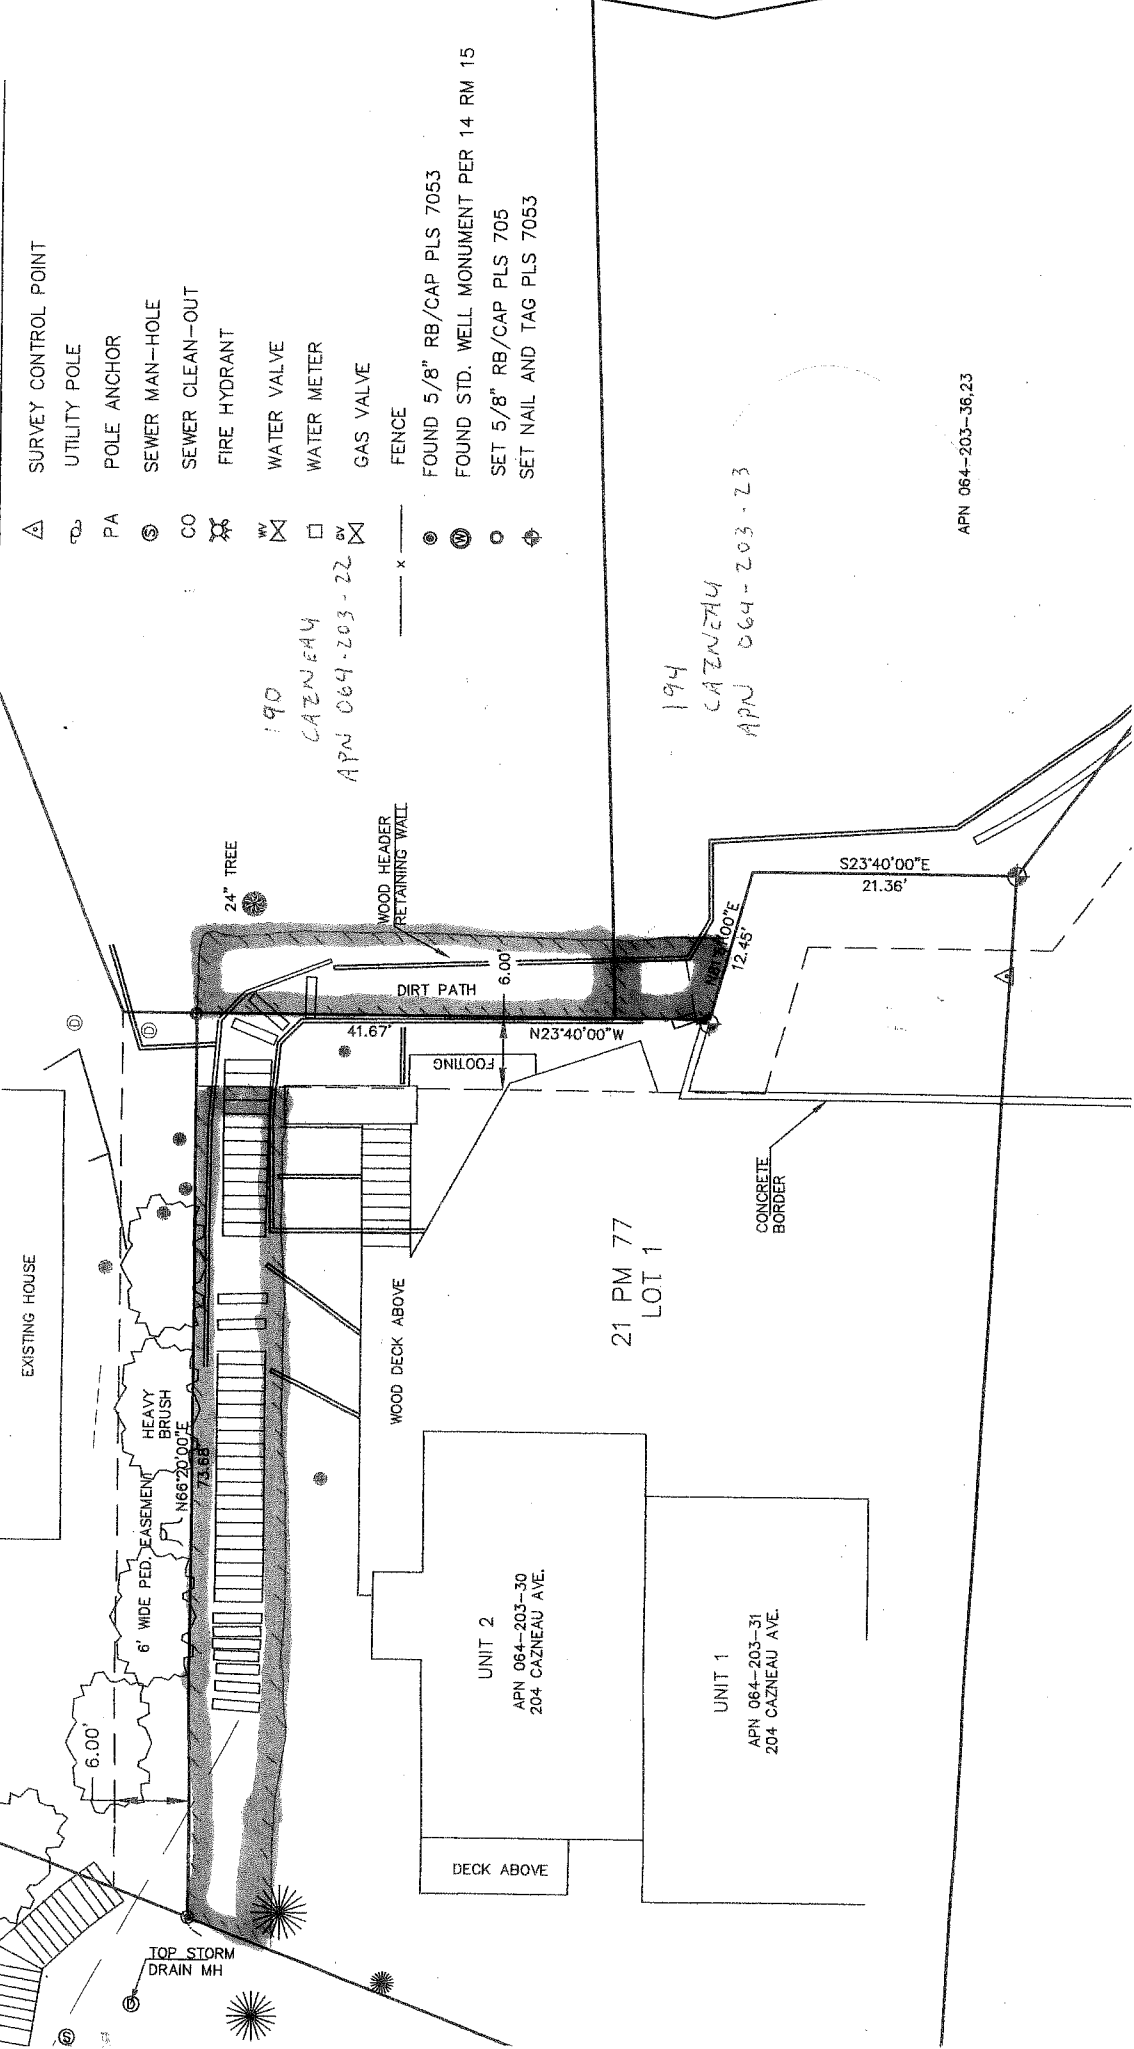 SURVEY CONTROL POINT
UTILITY POLE
PA POLE ANCHOR
S SEWER MAN-HOLE
CO SEWER CLEAN-OUT
FIRE HYDRANT
WV WATER VALVE
WATER METER
GV GAS VALVE
x FENCE
FOUND 5/8" RB/CAP PLS 7053
W FOUND STD. WELL MONUMENT PER 14 RM 15
SET 5/8" RB/CAP PLS 705
SET NAIL AND TAG PLS 7053
190
CAZNEAU
APN 064-203-22
194
CAZNEAU
APN 064-203-23
APN 064-203-36,23
24" TREE
WOOD HEADER
RETAINING WALL
DIRT PATH
6.00'
41.67'
N23°40'00"W
FOOTING
12.45'
S23°40'00"E
21.36'
D
D
EXISTING HOUSE
HEAVY
BRUSH
6' WIDE PED. EASEMENT
N66°20'00"E
73.68
6.00'
WOOD DECK ABOVE
21 PM 77
LOT 1
CONCRETE
BORDER
UNIT 2
APN 064-203-30
204 CAZNEAU AVE.
UNIT 1
APN 064-203-31
204 CAZNEAU AVE.
DECK ABOVE
TOP STORM
DRAIN MH
D
S